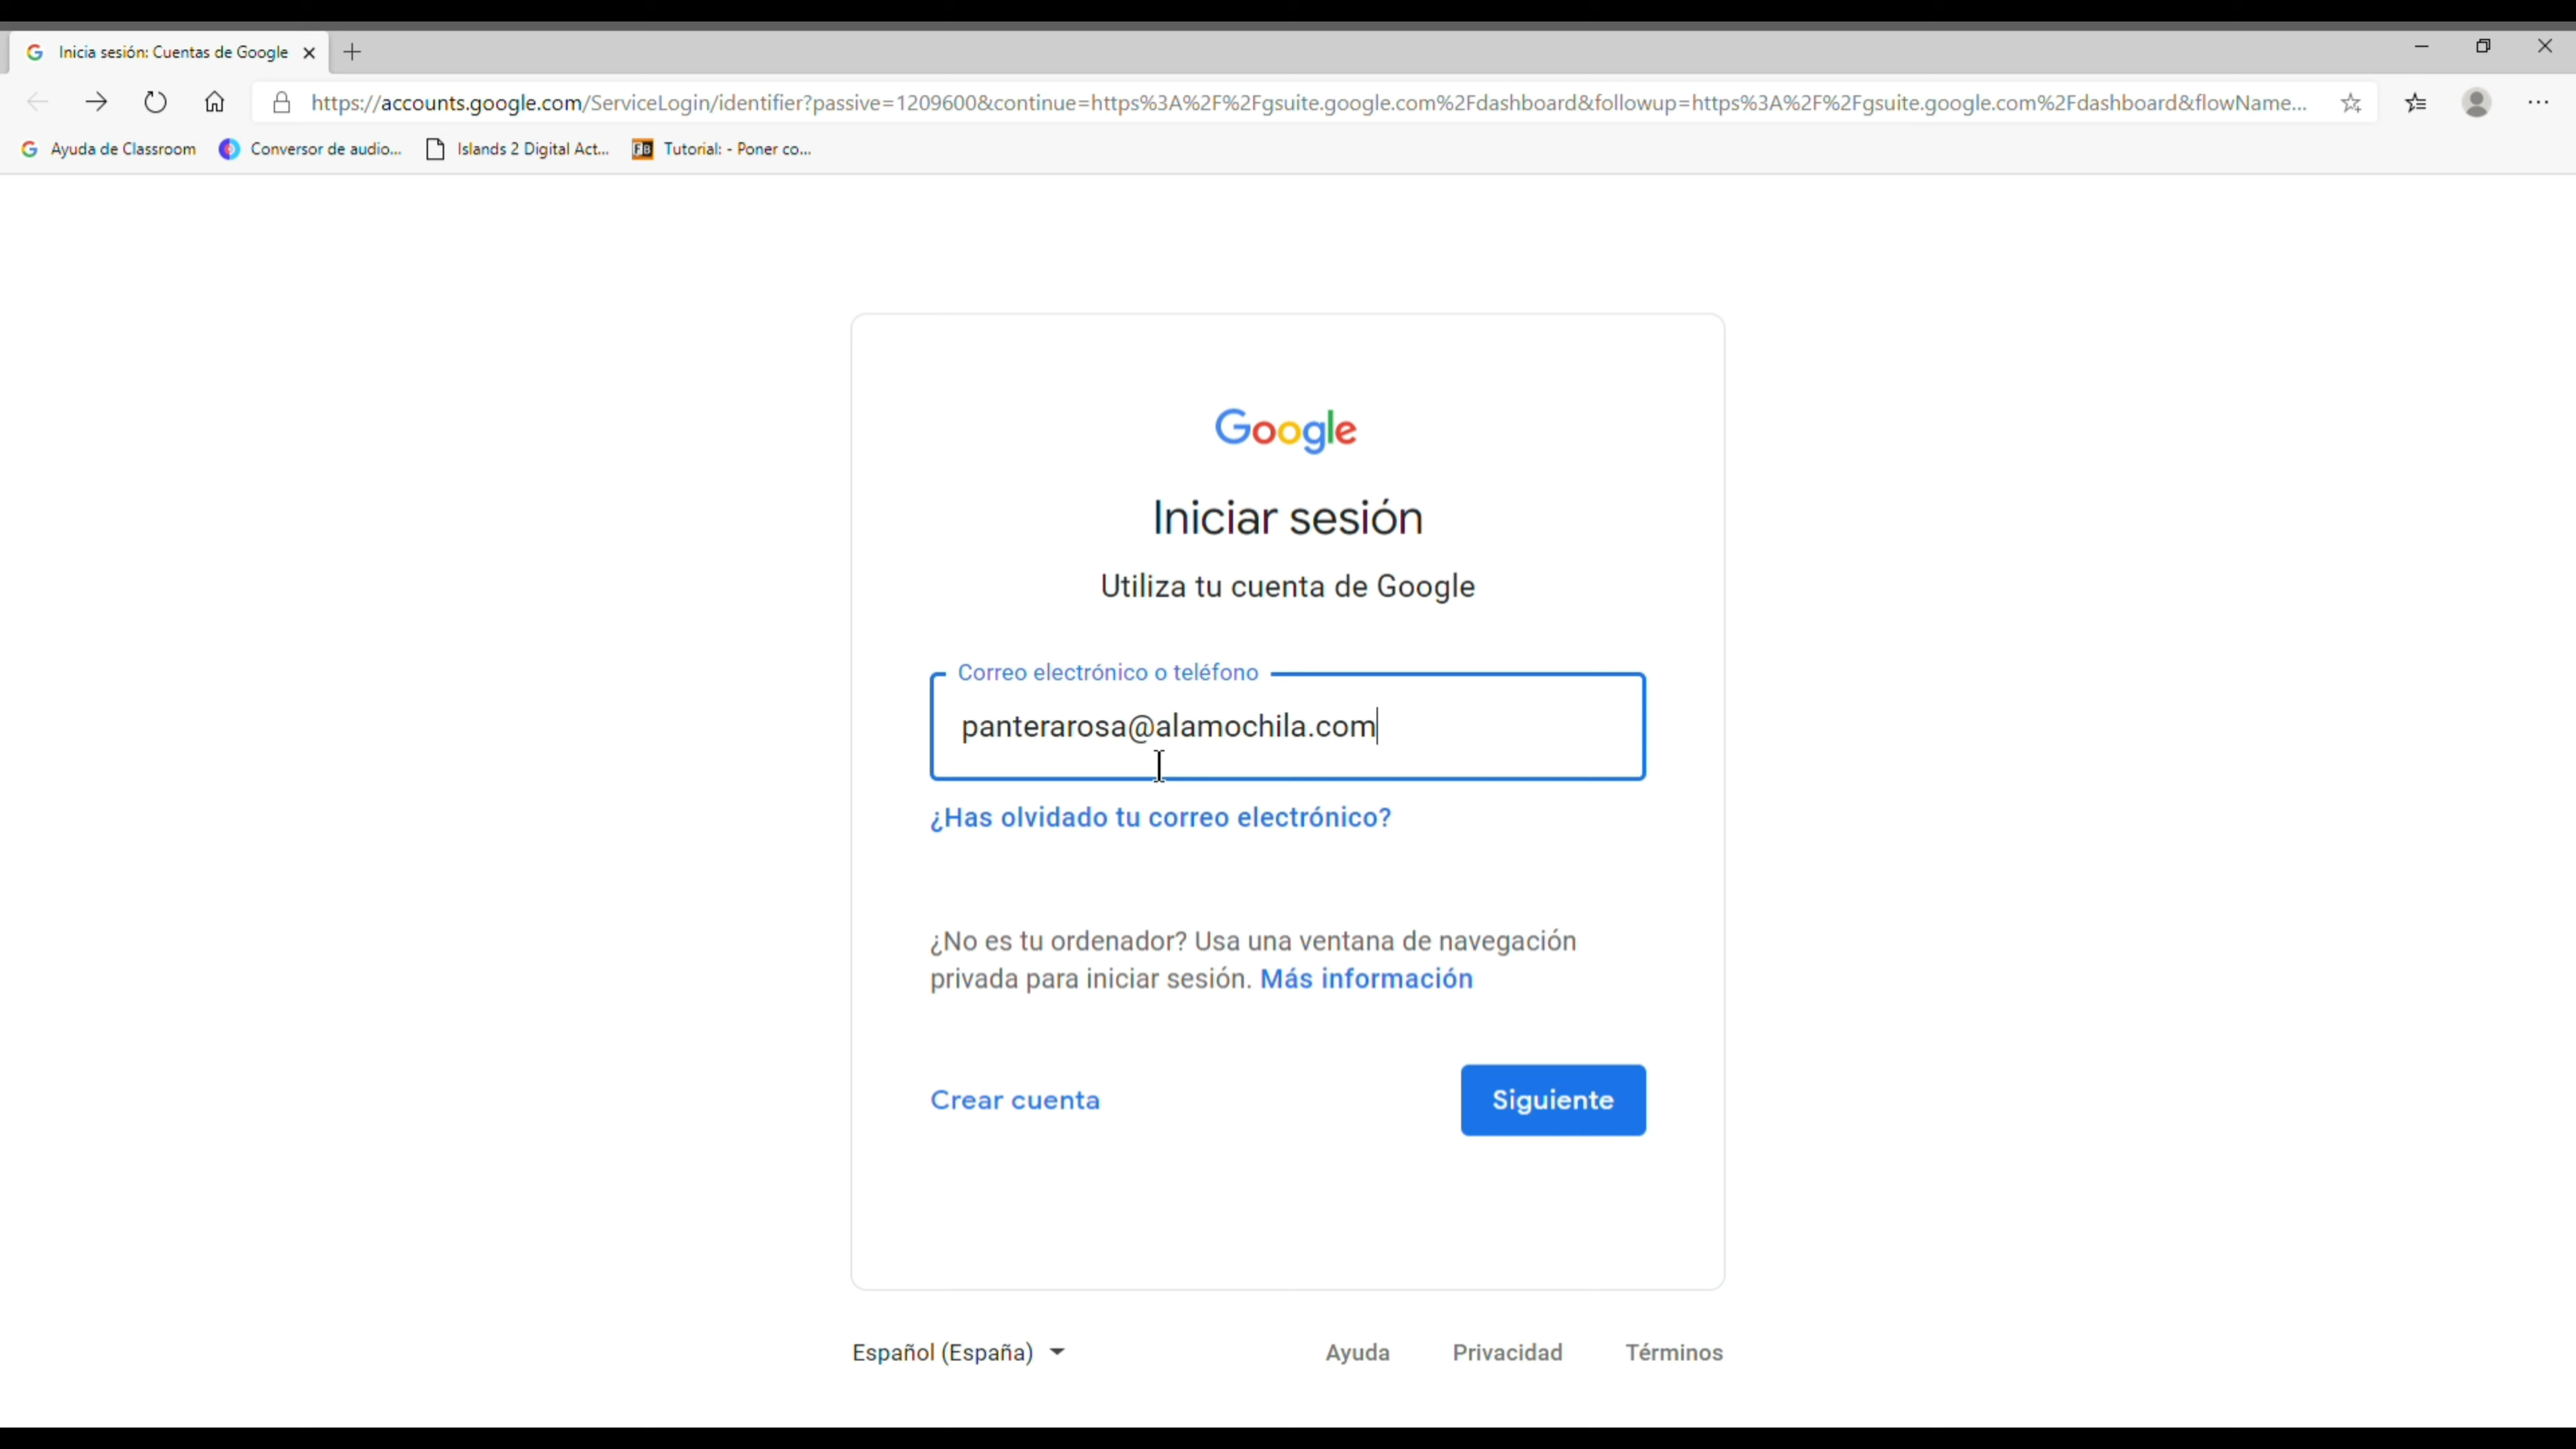 Inicia sesión: Cuentas de Google
https://accounts.google.com/ServiceLogin/identifier?passive=1209600&continue=https%3A%2F%2Fgsuite.google.com%2Fdashboard&followup=https%3A%2F%2Fgsuite.google.com%2Fdashboard&flowName...
Ayuda de Classroom Conversor de audio... Islands 2 Digital Act... FB Tutorial: - Poner co...
Google
Iniciar sesión
Utiliza tu cuenta de Google
Correo electrónico o teléfono
panterarosa@alamochila.com
¿Has olvidado tu correo electrónico?
¿No es tu ordenador? Usa una ventana de navegación
privada para iniciar sesión. Más información
Crear cuenta Siguiente
Español (España) Ayuda Privacidad Términos